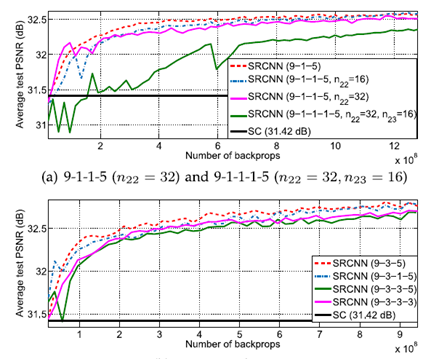 Average test PSNR (dB)
32.5
32
31.5
31
SRCNN (9−1−5)
SRCNN (9−1−1−5, n22=16)
SRCNN (9−1−1−5, n22=32)
SRCNN (9−1−1−1−5, n22=32, n23=16)
SC (31.42 dB)
2 4 6 8 10 12
Number of backprops
x 10^8
(a) 9-1-1-5 (n22 = 32) and 9-1-1-1-5 (n22 = 32, n23 = 16)
Average test PSNR (dB)
32.5
32
31.5
SRCNN (9−3−5)
SRCNN (9−3−1−5)
SRCNN (9−3−3−5)
SRCNN (9−3−3−3)
SC (31.42 dB)
1 2 3 4 5 6 7 8 9
Number of backprops
x 10^8